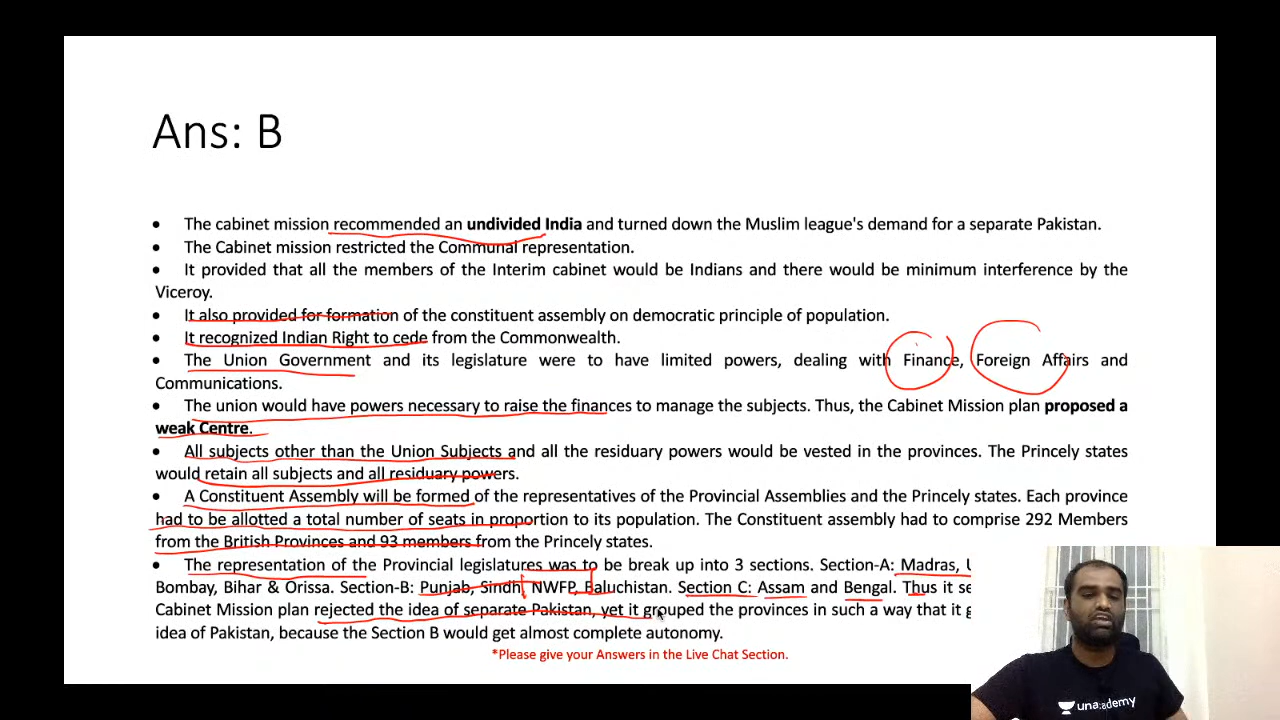 Ans: B
• The cabinet mission recommended an undivided India and turned down the Muslim league's demand for a separate Pakistan.
• The Cabinet mission restricted the Communal representation.
• It provided that all the members of the Interim cabinet would be Indians and there would be minimum interference by the
Viceroy.
• It also provided for formation of the constituent assembly on democratic principle of population.
• It recognized Indian Right to cede from the Commonwealth.
• The Union Government and its legislature were to have limited powers, dealing with Finance, Foreign Affairs and
Communications.
• The union would have powers necessary to raise the finances to manage the subjects. Thus, the Cabinet Mission plan proposed a
weak Centre.
• All subjects other than the Union Subjects and all the residuary powers would be vested in the provinces. The Princely states
would retain all subjects and all residuary powers.
• A Constituent Assembly will be formed of the representatives of the Provincial Assemblies and the Princely states. Each province
had to be allotted a total number of seats in proportion to its population. The Constituent assembly had to comprise 292 Members
from the British Provinces and 93 members from the Princely states.
• The representation of the Provincial legislatures was to be break up into 3 sections. Section-A: Madras,
Bombay, Bihar & Orissa. Section-B: Punjab, Sindh, NWFP, Baluchistan. Section C: Assam and Bengal. Thus it
Cabinet Mission plan rejected the idea of separate Pakistan, yet it grouped the provinces in such a way that it
idea of Pakistan, because the Section B would get almost complete autonomy.
*Please give your Answers in the Live Chat Section.
unacademy